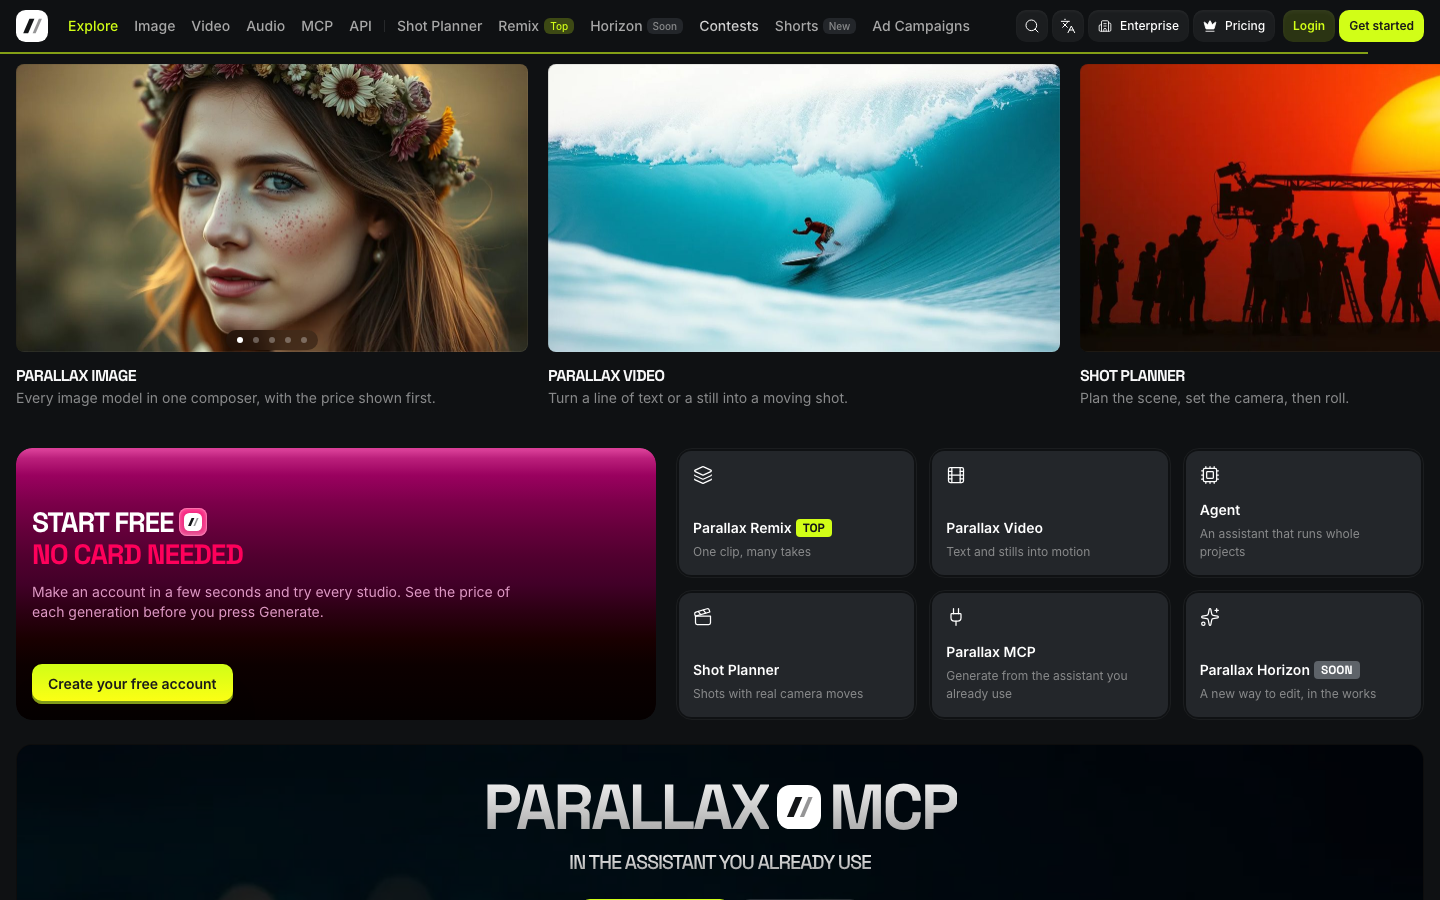 Explore Image Video Audio MCP API Shot Planner Remix Top Horizon Soon Contests Shorts New Ad Campaigns Enterprise Pricing Login Get started
PARALLAX IMAGE
Every image model in one composer, with the price shown first.
PARALLAX VIDEO
Turn a line of text or a still into a moving shot.
SHOT PLANNER
Plan the scene, set the camera, then roll.
START FREE
NO CARD NEEDED
Make an account in a few seconds and try every studio. See the price of
each generation before you press Generate.
Create your free account
Parallax Remix TOP
One clip, many takes
Parallax Video
Text and stills into motion
Agent
An assistant that runs whole
projects
Shot Planner
Shots with real camera moves
Parallax MCP
Generate from the assistant you
already use
Parallax Horizon SOON
A new way to edit, in the works
PARALLAX MCP
IN THE ASSISTANT YOU ALREADY USE